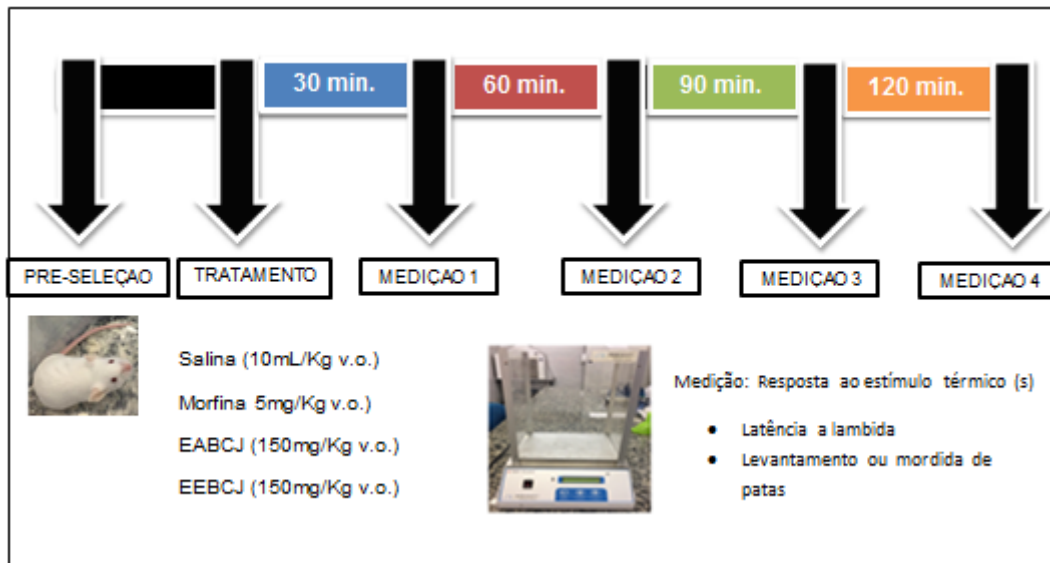 30 min.
60 min.
90 min.
120 min.
PRE-SELEÇAO
TRATAMENTO
MEDIÇAO 1
MEDIÇAO 2
MEDIÇAO 3
MEDIÇAO 4
Salina (10mL/Kg v.o.)
Morfina 5mg/Kg v.o.)
EABCJ (150mg/Kg v.o.)
EEBCJ (150mg/Kg v.o.)
Medição: Resposta ao estímulo térmico (s)
• Latência a lambida
• Levantamento ou mordida de
patas